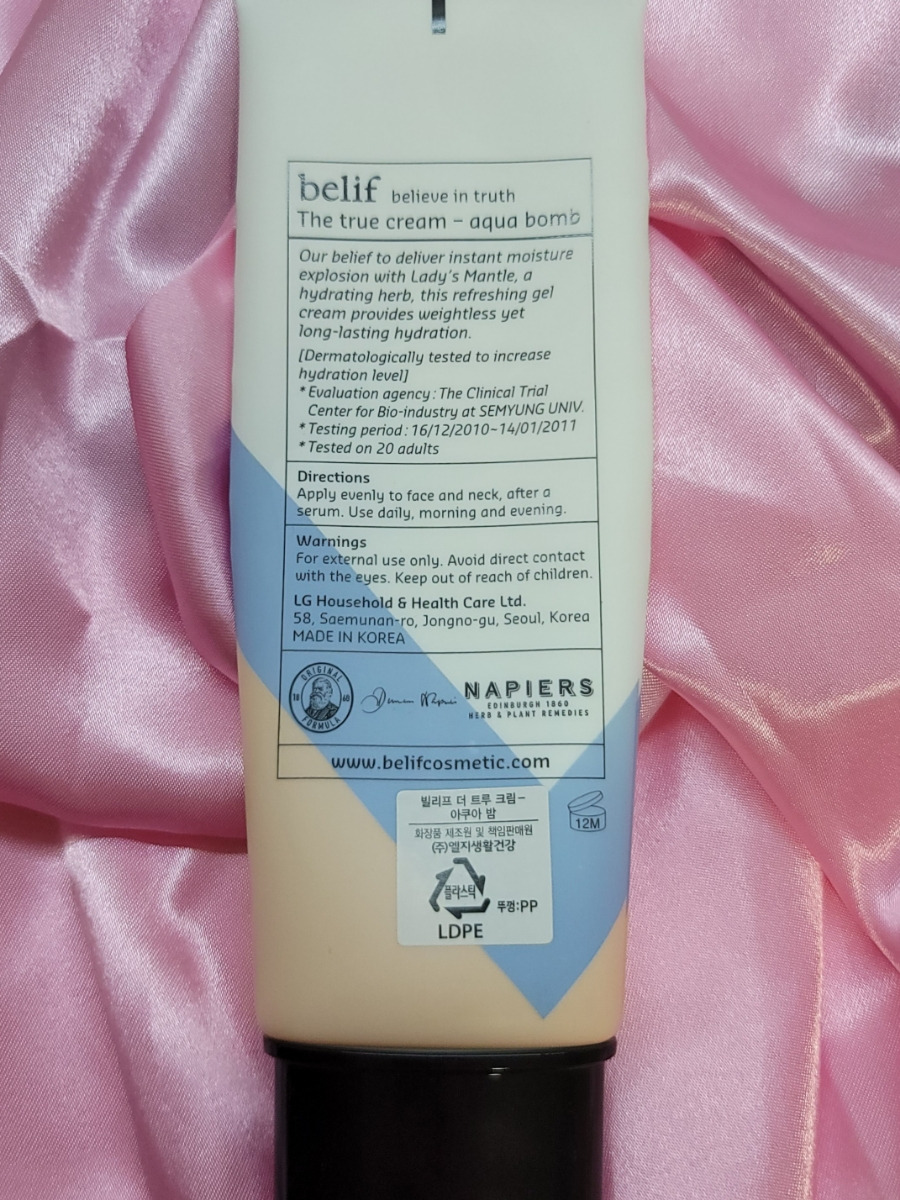 belif believe in truth
The true cream – aqua bomb
Our belief to deliver instant moisture
explosion with Lady's Mantle, a
hydrating herb, this refreshing gel
cream provides weightless yet
long-lasting hydration.
[Dermatologically tested to increase
hydration level]
* Evaluation agency : The Clinical Trial
Center for Bio-industry at SEMYUNG UNIV.
* Testing period : 16/12/2010~14/01/2011
* Tested on 20 adults
Directions
Apply evenly to face and neck, after a
serum. Use daily, morning and evening.
Warnings
For external use only. Avoid direct contact
with the eyes. Keep out of reach of children.
LG Household & Health Care Ltd.
58, Saemunan-ro, Jongno-gu, Seoul, Korea
MADE IN KOREA
ORIGINAL
18 60
FORMULA
NAPIERS
EDINBURGH 1860
HERB & PLANT REMEDIES
www.belifcosmetic.com
빌리프 더 트루 크림–
아쿠아 밤
화장품 제조원 및 책임판매원
(주)엘지생활건강
플라스틱
뚜껑:PP
LDPE
12M